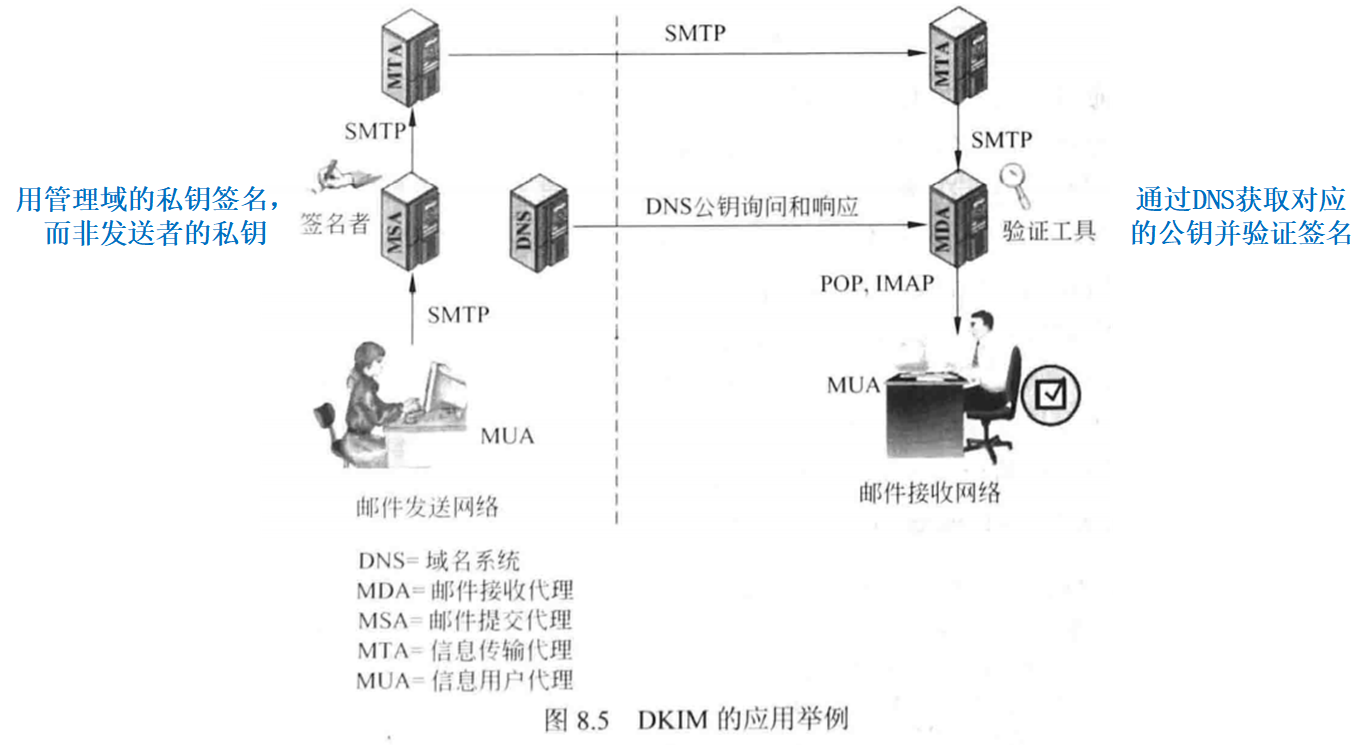 MTA
SMTP
MTA
SMTP
SMTP
用管理域的私钥签名，
而非发送者的私钥
签名者
MSA
DNS
DNS公钥询问和响应
MDA
验证工具
通过DNS获取对应
的公钥并验证签名
SMTP
POP, IMAP
MUA
MUA
邮件发送网络
邮件接收网络
DNS= 域名系统
MDA= 邮件接收代理
MSA= 邮件提交代理
MTA= 信息传输代理
MUA= 信息用户代理
图 8.5 DKIM 的应用举例